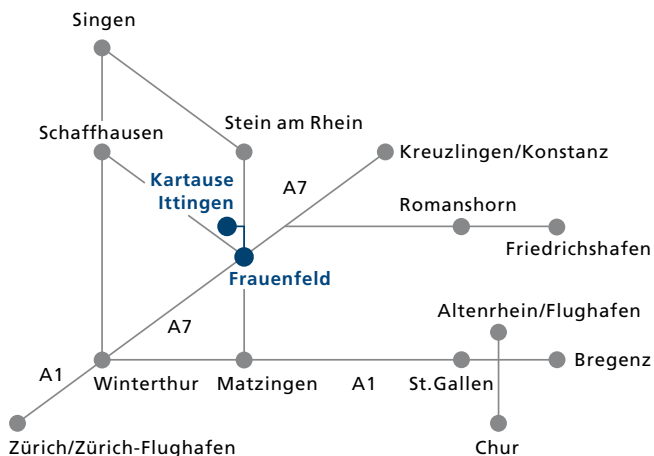 Singen
Schaffhausen
Stein am Rhein
Kreuzlingen/Konstanz
Kartause
Ittingen
A7
Romanshorn
Friedrichshafen
Frauenfeld
A7
Altenrhein/Flughafen
A1
Winterthur
Matzingen
A1
St.Gallen
Bregenz
Zürich/Zürich-Flughafen
Chur